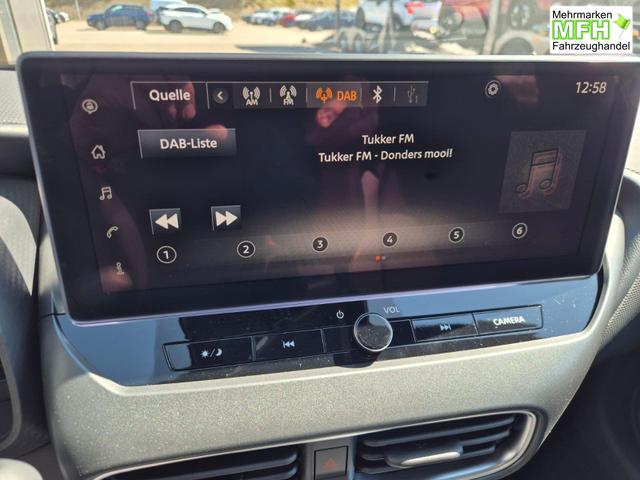 Mehrmarken
MFH
Fahrzeughandel
Quelle
AM
FM
DAB
12:58
DAB-Liste
Tukker FM
Tukker FM - Donders mooi!
1 2 3 4 5 6
VOL
CAMERA